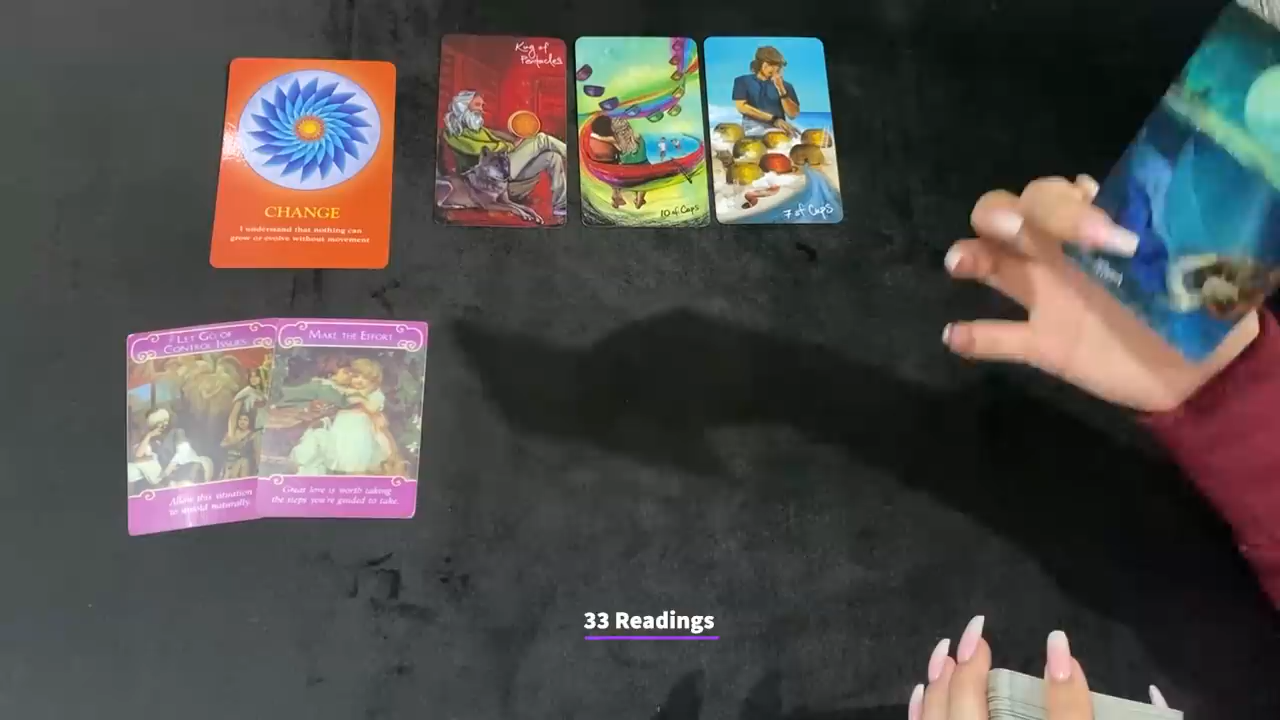 CHANGE
I understand that nothing can
grow or evolve without movement
King of
Pentacles
10 of Cups
7 of Cups
LET GO OF
CONTROL ISSUES
Allow this situation
to unfold naturally.
MAKE THE EFFORT
Great love is worth taking
the steps you're guided to take.
33 Readings